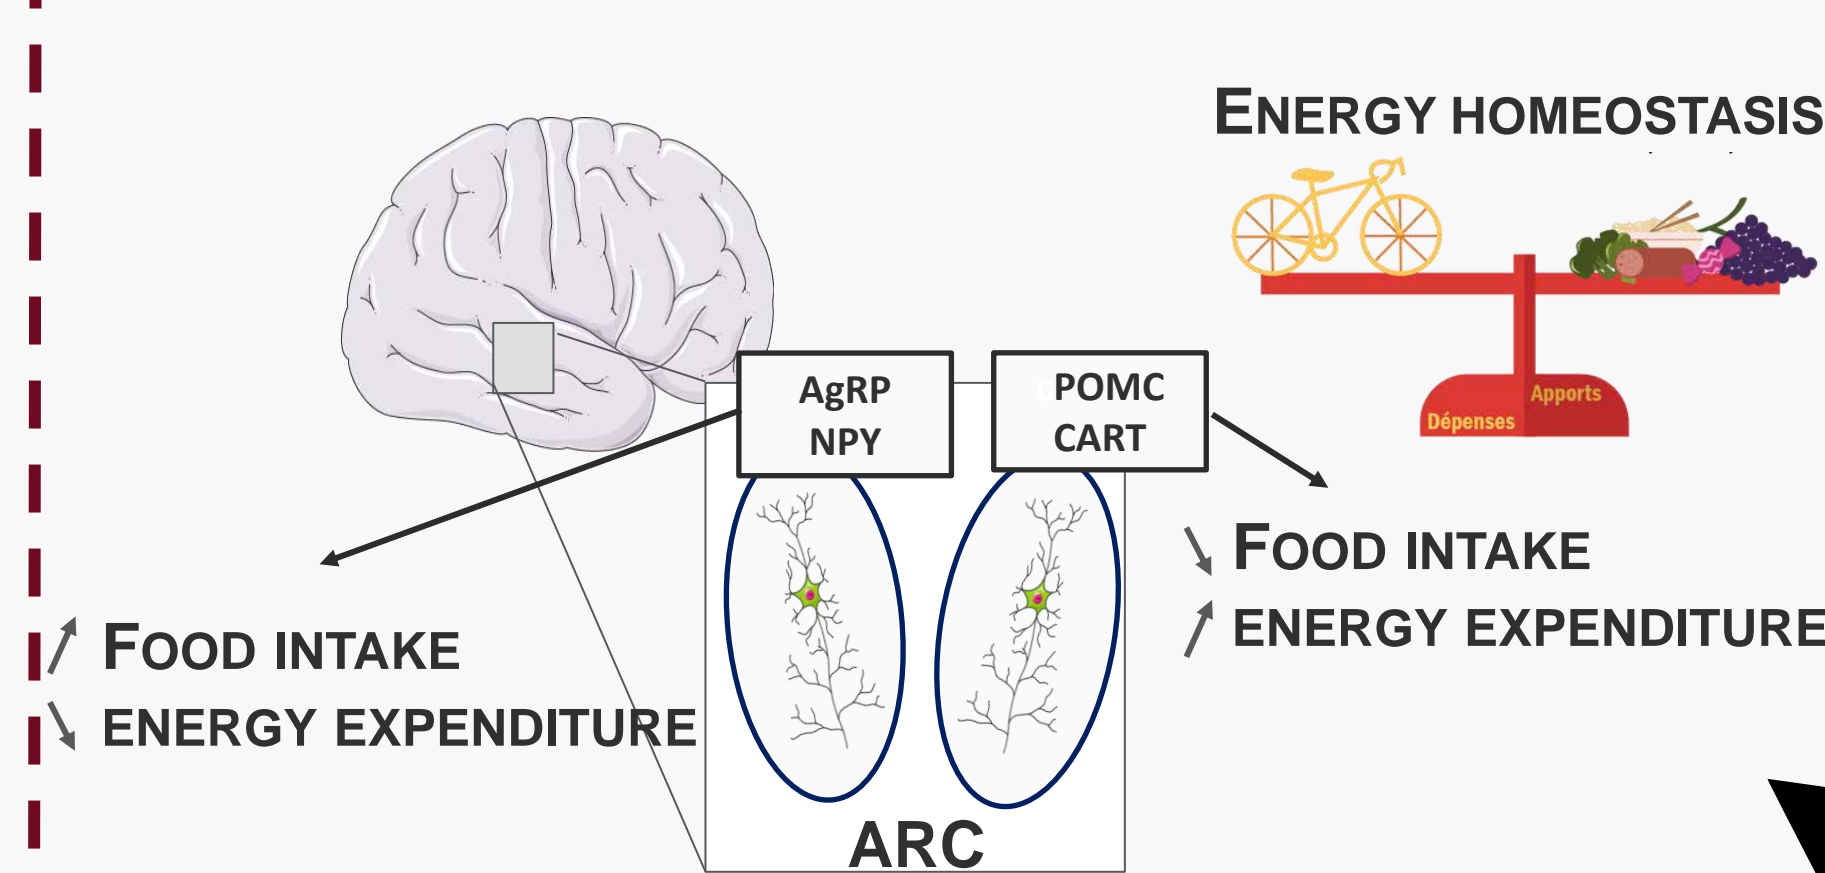 ENERGY HOMEOSTASIS
Dépenses
Apports
AgRP
NPY
POMC
CART
FOOD INTAKE
ENERGY EXPENDITURE
FOOD INTAKE
ENERGY EXPENDITURE
ARC